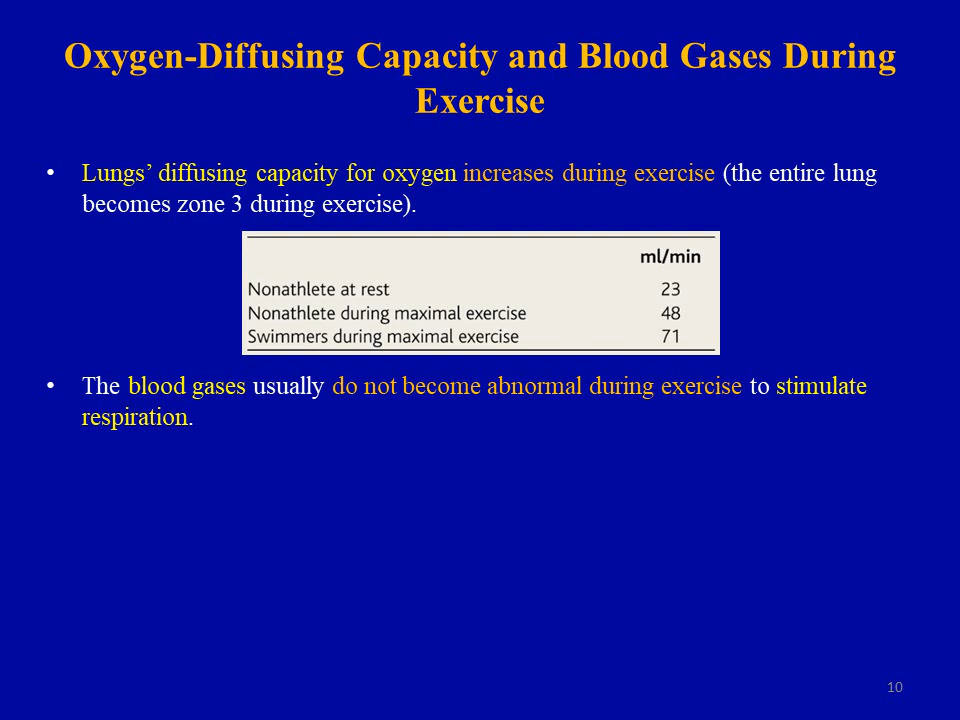 Oxygen-Diffusing Capacity and Blood Gases During
Exercise
• Lungs’ diffusing capacity for oxygen increases during exercise (the entire lung
becomes zone 3 during exercise).
ml/min
Nonathlete at rest 23
Nonathlete during maximal exercise 48
Swimmers during maximal exercise 71
• The blood gases usually do not become abnormal during exercise to stimulate
respiration.
10